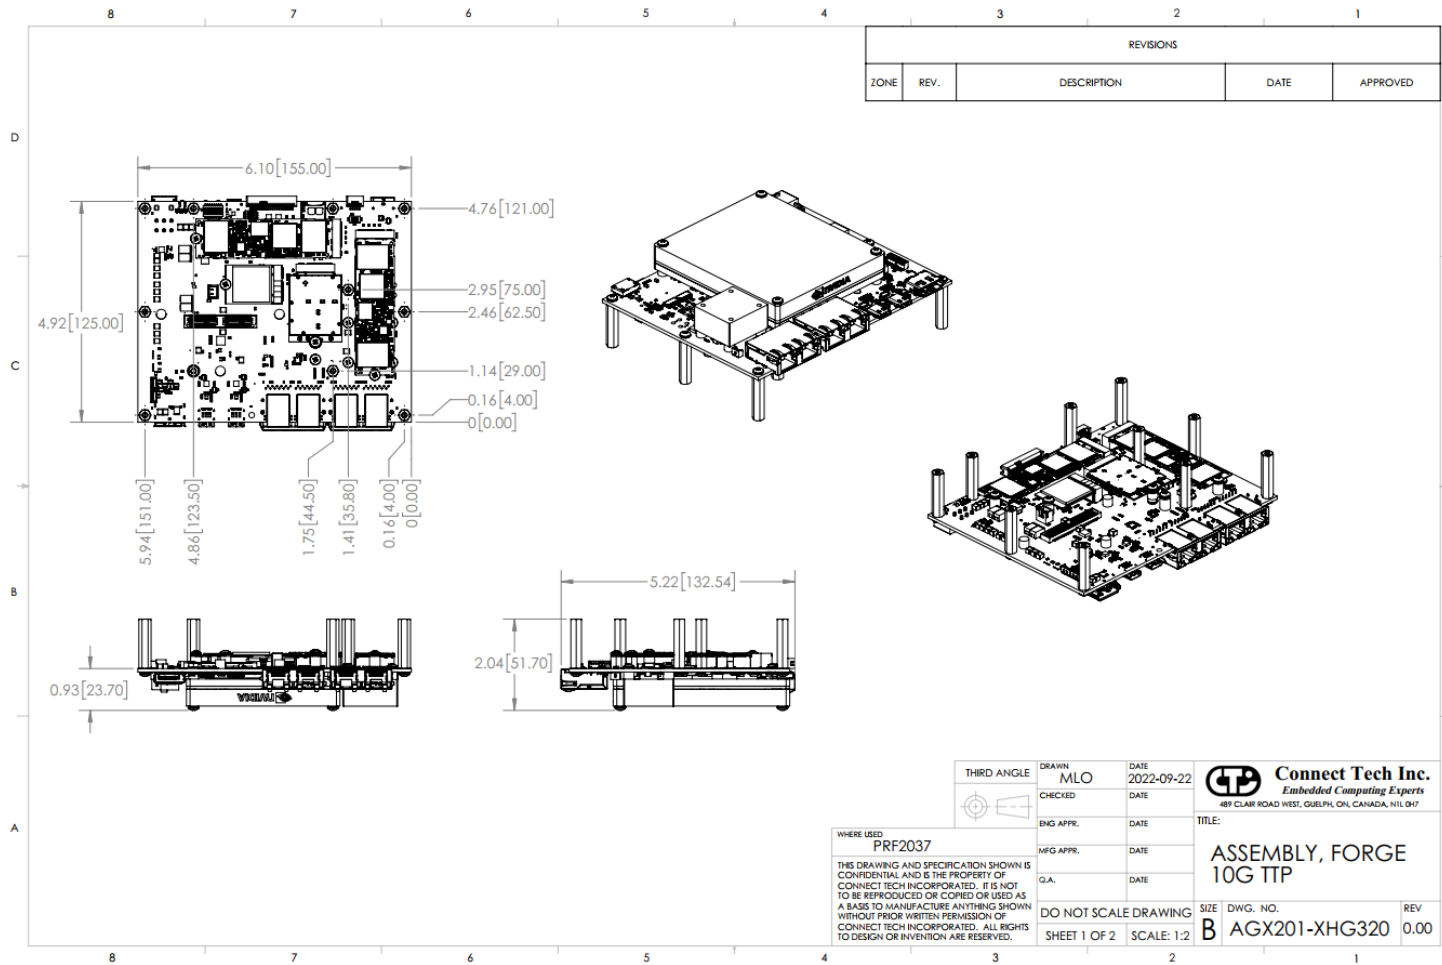 8 7 6 5 4 3 2 1
REVISIONS
ZONE REV. DESCRIPTION DATE APPROVED
D
C
B
A
6.10[155.00]
4.92[125.00]
4.76[121.00]
2.95[75.00]
2.46[62.50]
1.14[29.00]
0.16[4.00]
0[0.00]
5.94[151.00]
4.86[123.50]
1.75[44.50]
1.41[35.80]
0.16[4.00]
0[0.00]
NVIDIA
5.22[132.54]
2.04[51.70]
0.93[23.70]
NVIDIA
THIRD ANGLE
DRAWN
MLO
DATE
2022-09-22
CHECKED DATE
ENG APPR. DATE
MFG APPR. DATE
Q.A. DATE
Connect Tech Inc.
Embedded Computing Experts
489 CLAIR ROAD WEST, GUELPH, ON, CANADA, N1L 0H7
TITLE:
ASSEMBLY, FORGE
10G TTP
WHERE USED
PRF2037
THIS DRAWING AND SPECIFICATION SHOWN IS
CONFIDENTIAL AND IS THE PROPERTY OF
CONNECT TECH INCORPORATED. IT IS NOT
TO BE REPRODUCED OR COPIED OR USED AS
A BASIS TO MANUFACTURE ANYTHING SHOWN
WITHOUT PRIOR WRITTEN PERMISSION OF
CONNECT TECH INCORPORATED. ALL RIGHTS
TO DESIGN OR INVENTION ARE RESERVED.
DO NOT SCALE DRAWING
SHEET 1 OF 2 SCALE: 1:2
SIZE
B
DWG. NO.
AGX201-XHG320
REV
0.00
8 7 6 5 4 3 2 1